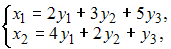 x₁ = 2y₁ + 3y₂ + 5y₃,
x₂ = 4y₁ + 2y₂ + y₃,